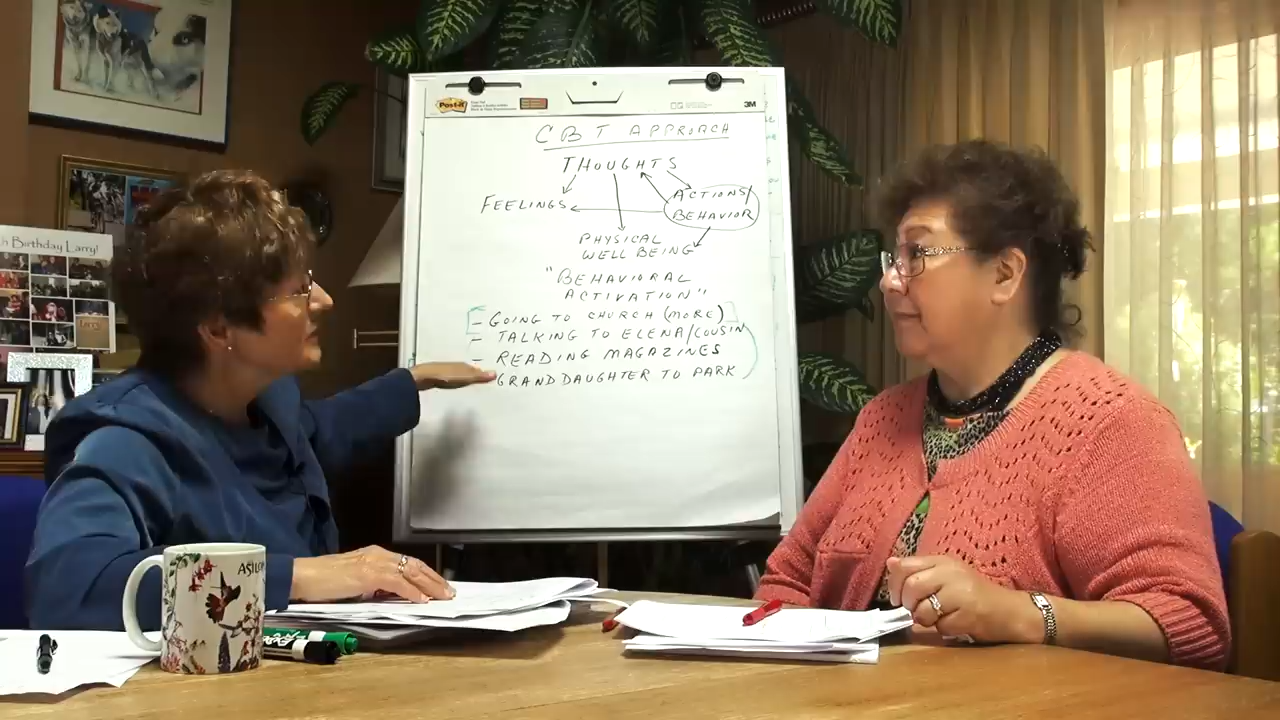 Post-it
3M
CBT APPROACH
THOUGHTS
FEELINGS
ACTIONS/
BEHAVIOR
PHYSICAL
WELL BEING
"BEHAVIORAL
ACTIVATION"
- GOING TO CHURCH (MORE)
- TALKING TO ELENA/COUSIN
- READING MAGAZINES
GRANDDAUGHTER TO PARK
h Birthday Larry!